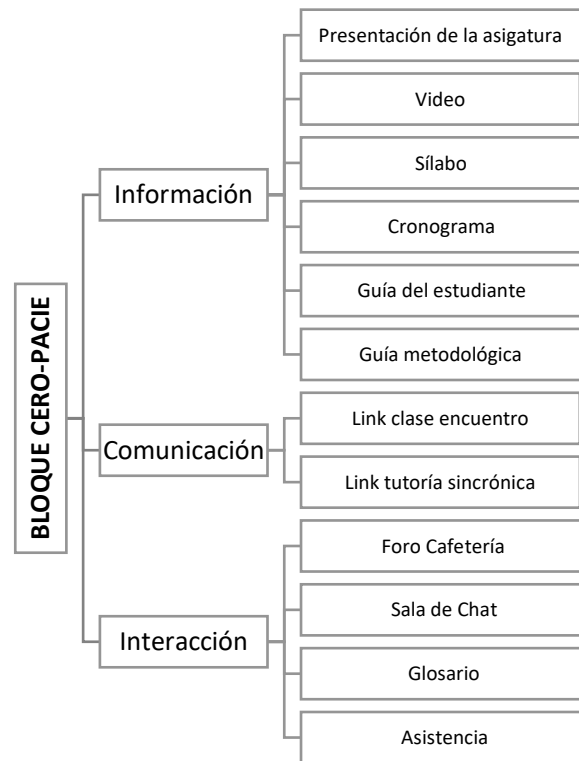 BLOQUE CERO-PACIE
Información
Presentación de la asigatura
Video
Sílabo
Cronograma
Guía del estudiante
Guía metodológica
Comunicación
Link clase encuentro
Link tutoría sincrónica
Interacción
Foro Cafetería
Sala de Chat
Glosario
Asistencia